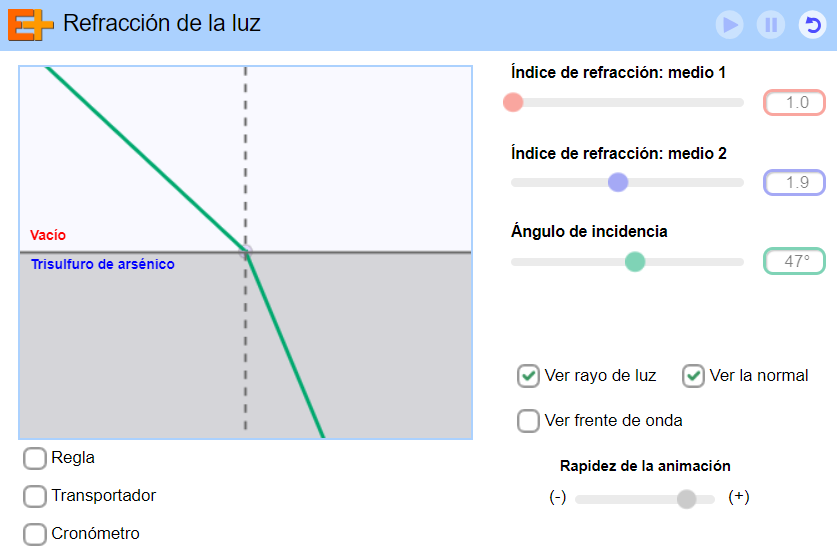 E+ Refracción de la luz
Índice de refracción: medio 1
1.0
Índice de refracción: medio 2
1.9
Ángulo de incidencia
47°
Vacío
Trisulfuro de arsénico
Ver rayo de luz
Ver la normal
Ver frente de onda
Regla
Transportador
Cronómetro
Rapidez de la animación
(-) (+)